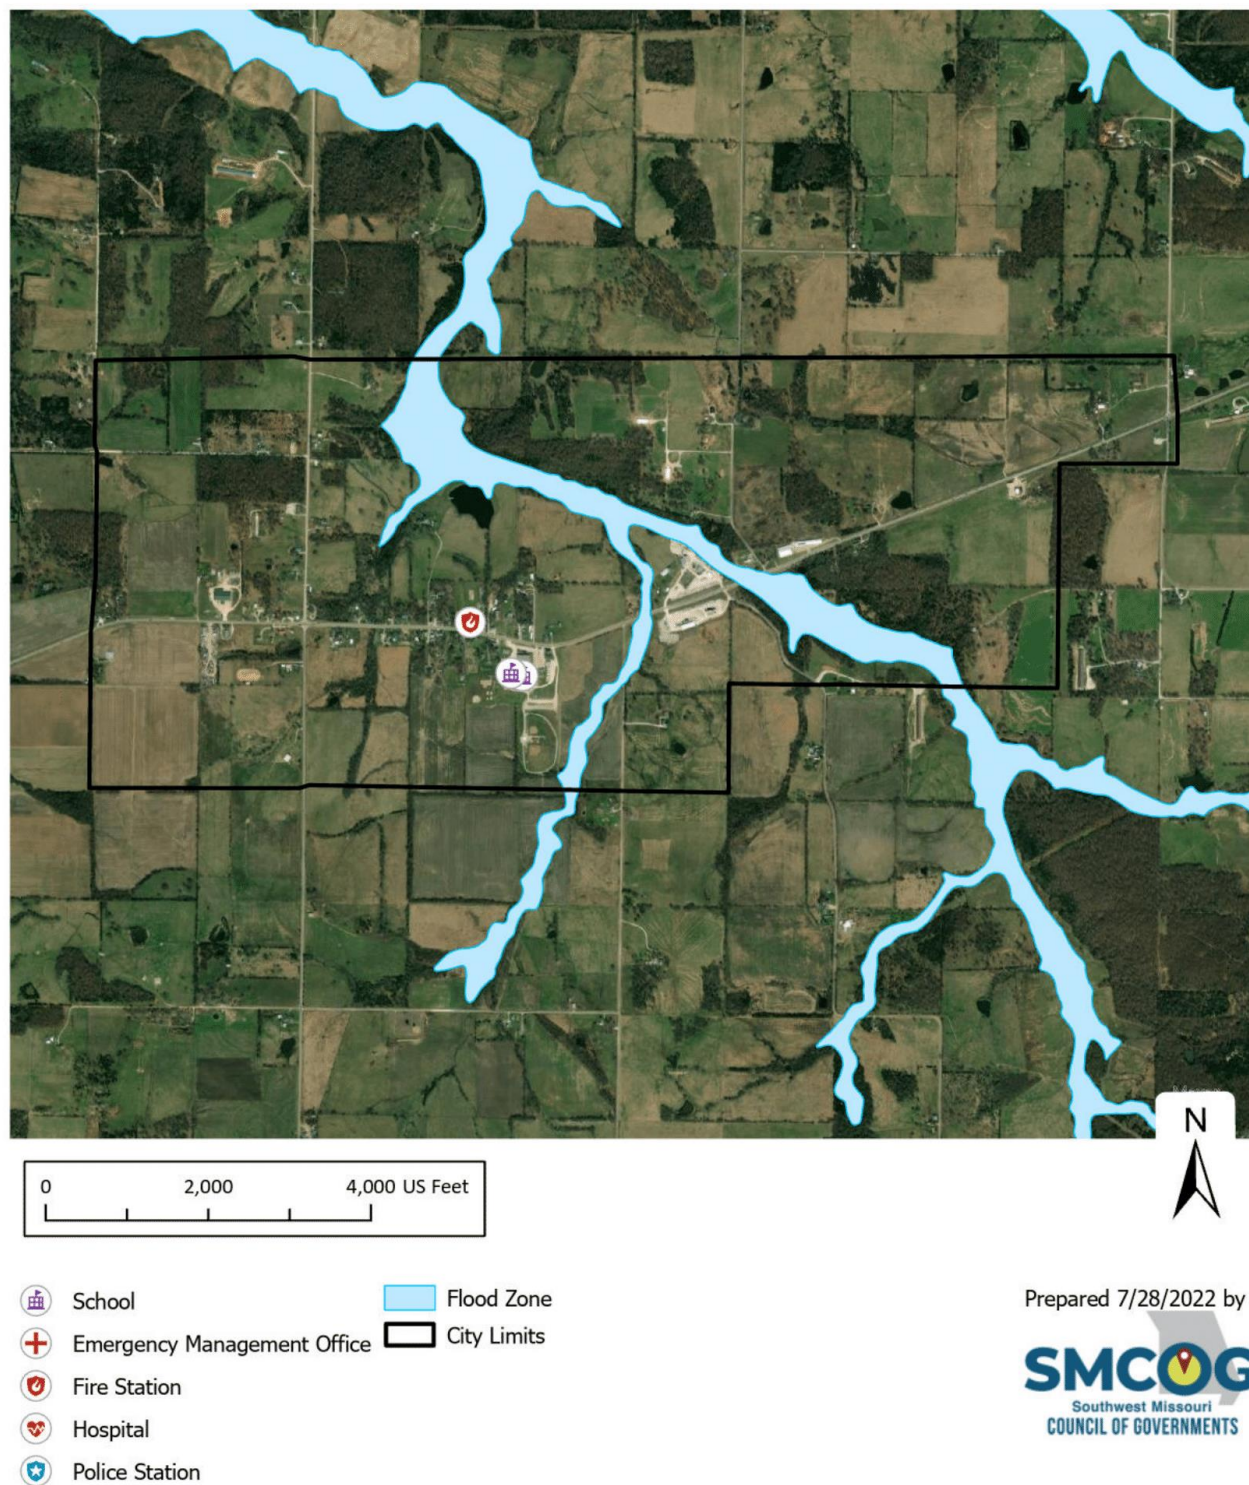 N
0 2,000 4,000 US Feet
School
Emergency Management Office
Fire Station
Hospital
Police Station
Flood Zone
City Limits
Prepared 7/28/2022 by
SMCOG
Southwest Missouri
COUNCIL OF GOVERNMENTS